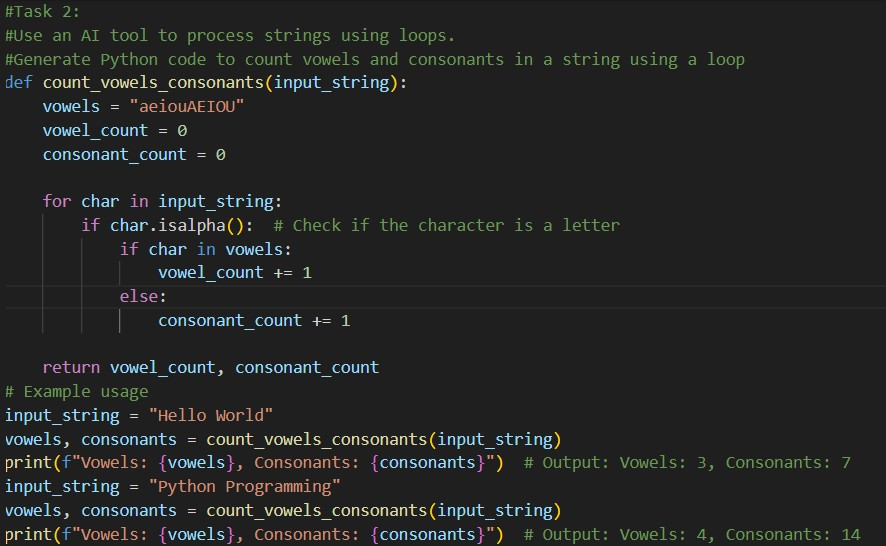 #Task 2:
#Use an AI tool to process strings using loops.
#Generate Python code to count vowels and consonants in a string using a loop
def count_vowels_consonants(input_string):
    vowels = "aeiouAEIOU"
    vowel_count = 0
    consonant_count = 0

    for char in input_string:
        if char.isalpha():  # Check if the character is a letter
            if char in vowels:
                vowel_count += 1
            else:
                consonant_count += 1

    return vowel_count, consonant_count
# Example usage
input_string = "Hello World"
vowels, consonants = count_vowels_consonants(input_string)
print(f"Vowels: {vowels}, Consonants: {consonants}")  # Output: Vowels: 3, Consonants: 7
input_string = "Python Programming"
vowels, consonants = count_vowels_consonants(input_string)
print(f"Vowels: {vowels}, Consonants: {consonants}")  # Output: Vowels: 4, Consonants: 14